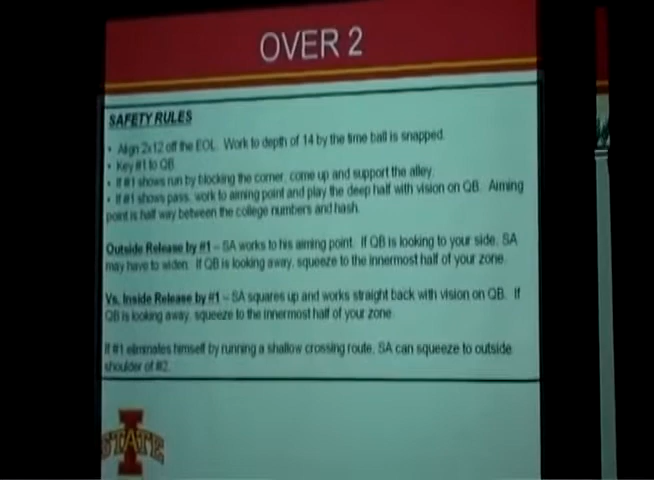 OVER 2
SAFETY RULES
• Align 2x12 off the EOL. Work to depth of 14 by the time ball is snapped.
• Key #1 to QB
• If #1 shows run by blocking the corner, come up and support the alley.
• If #1 shows pass, work to aiming point and play the deep half with vision on QB. Aiming
point is half way between the college numbers and hash.
Outside Release by #1 – SA works to his aiming point. If QB is looking to your side, SA
may have to widen. If QB is looking away, squeeze to the innermost half of your zone.
Vs. Inside Release by #1 – SA squares up and works straight back with vision on QB. If
QB is looking away, squeeze to the innermost half of your zone.
If #1 eliminates himself by running a shallow crossing route, SA can squeeze to outside
shoulder of #2.
I
STATE